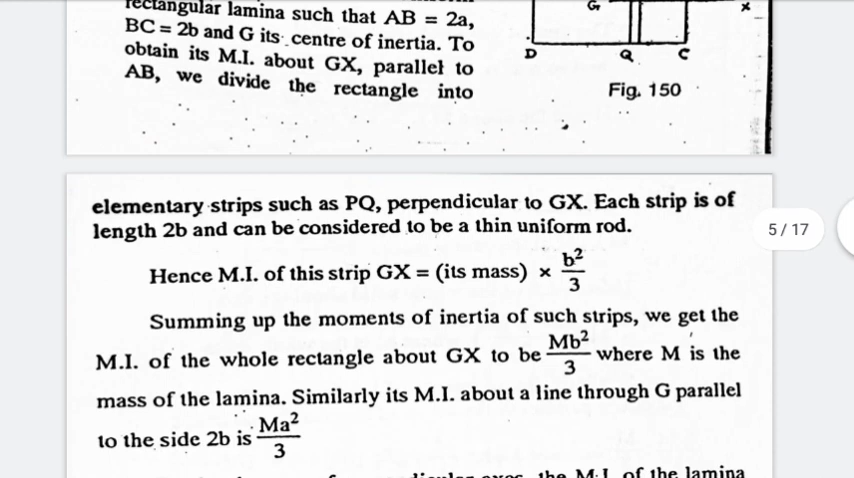 rectangular lamina such that AB = 2a,
BC = 2b and G its centre of inertia. To
obtain its M.I. about GX, parallel to
AB, we divide the rectangle into
G
x
D
Q
C
Fig. 150
elementary strips such as PQ, perpendicular to GX. Each strip is of
length 2b and can be considered to be a thin uniform rod.
Hence M.I. of this strip GX = (its mass) × b²/3
Summing up the moments of inertia of such strips, we get the
M.I. of the whole rectangle about GX to be Mb²/3 where M is the
mass of the lamina. Similarly its M.I. about a line through G parallel
to the side 2b is Ma²/3
the M.I. of the lamina
5 / 17